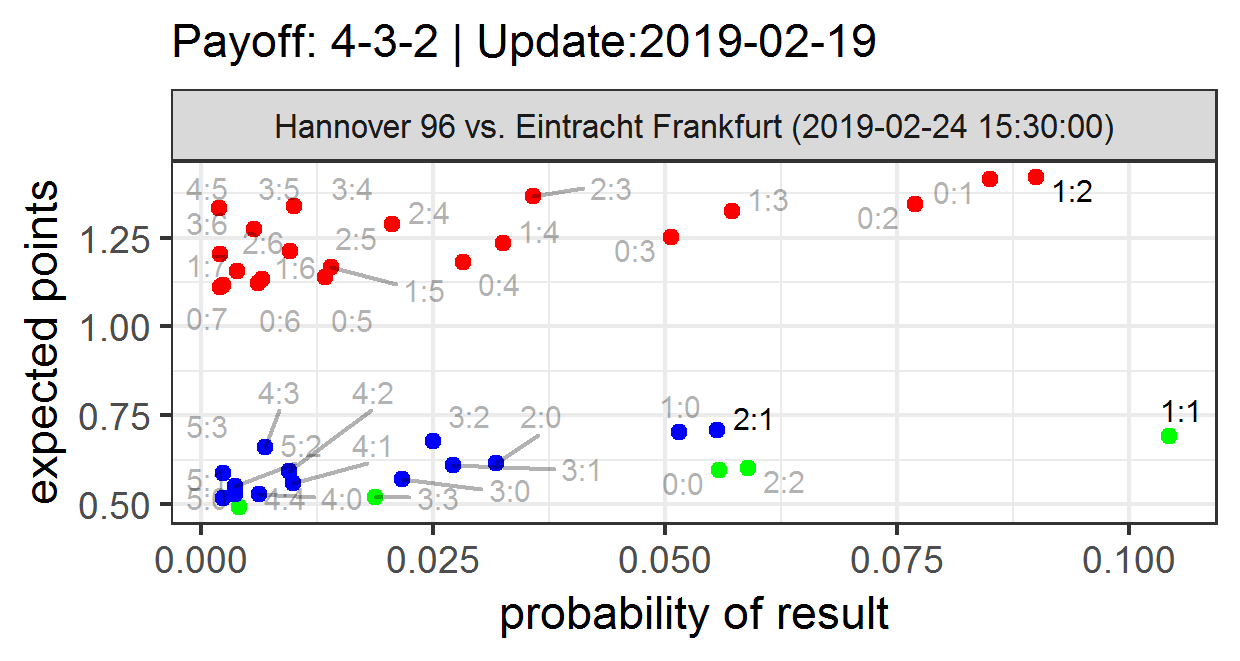 Payoff: 4-3-2 | Update:2019-02-19
Hannover 96 vs. Eintracht Frankfurt (2019-02-24 15:30:00)
expected points
1.25
1.00
0.75
0.50
4:5 3:5 3:4 2:3 1:3 0:1 1:2
3:6 2:6 2:4 2:5 1:4 0:3 0:2
1:7 1:6 1:5 0:4
0:7 0:6 0:5
4:3 4:2 3:2 2:0 1:0 2:1 1:1
5:3 5:2 4:1 3:1
4:4 4:0 3:3 3:0 0:0 2:2
0.000 0.025 0.050 0.075 0.100
probability of result